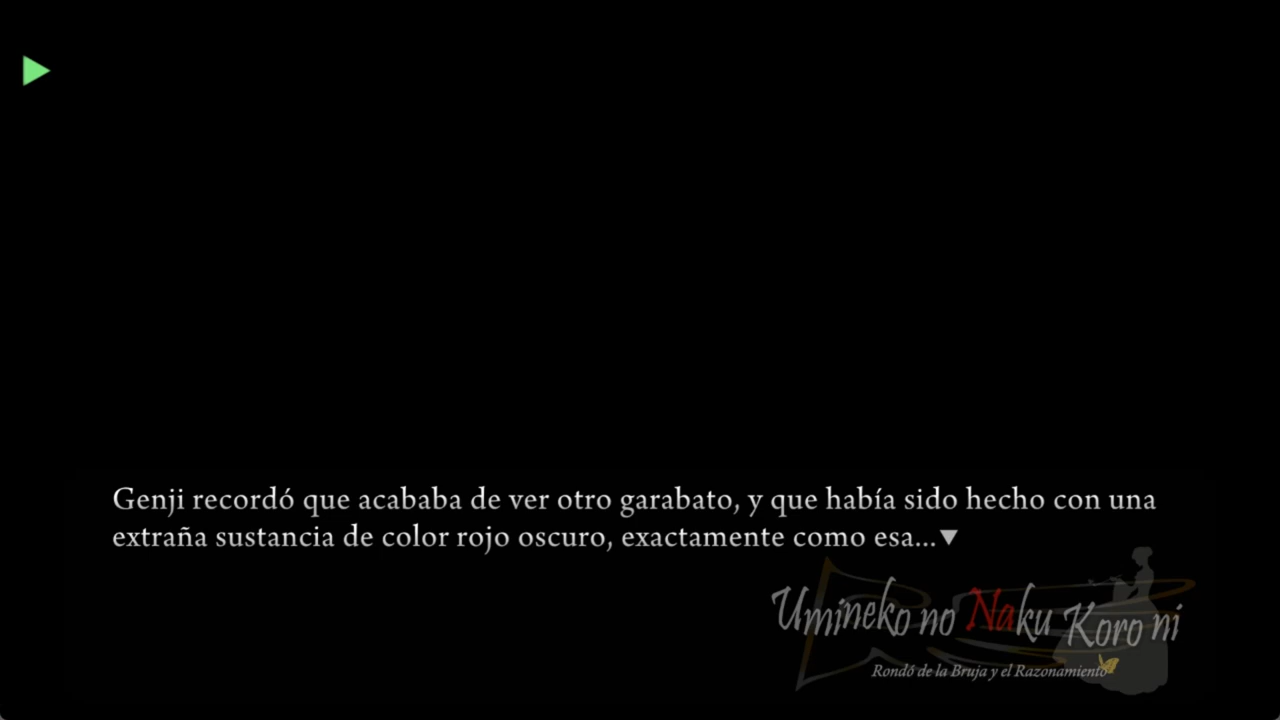 Genji recordó que acababa de ver otro garabato, y que había sido hecho con una
extraña sustancia de color rojo oscuro, exactamente como esa...
Umineko no Naku Koro ni
Rondó de la Bruja y el Razonamiento